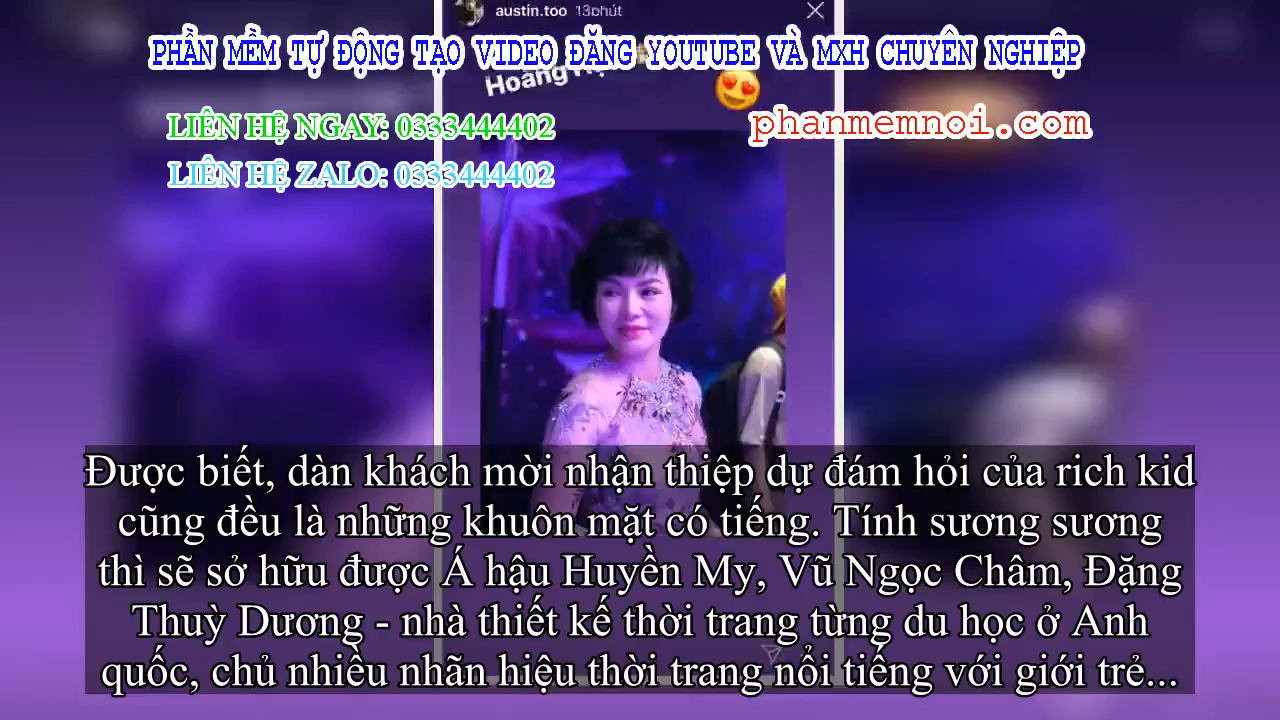 austin.too 13phút
PHẦN MỀM TỰ ĐỘNG TẠO VIDEO ĐĂNG YOUTUBE VÀ MXH CHUYÊN NGHIỆP
LIÊN HỆ NGAY: 0333444402
phanmemnoi.com
LIÊN HỆ ZALO: 0333444402
Được biết, dàn khách mời nhận thiệp dự đám hỏi của rich kid
cũng đều là những khuôn mặt có tiếng. Tính sương sương
thì sẽ sở hữu được Á hậu Huyền My, Vũ Ngọc Châm, Đặng
Thuỳ Dương - nhà thiết kế thời trang từng du học ở Anh
quốc, chủ nhiều nhãn hiệu thời trang nổi tiếng với giới trẻ...